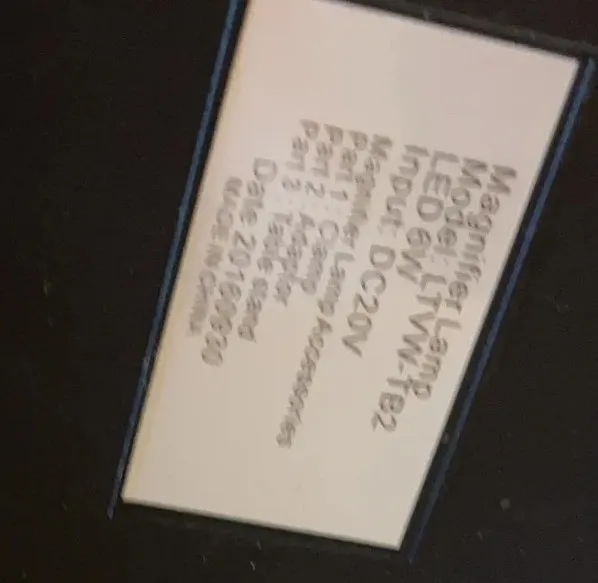 Magnifier Lamp
Model: LTVW-TB2
LED 6W
Input: DC20V
Magnifier Lamp Accessories
Part 1: Clamp
Part 2: Adaptor
Part 3: Table stand
Date 20160930
MADE IN CHINA